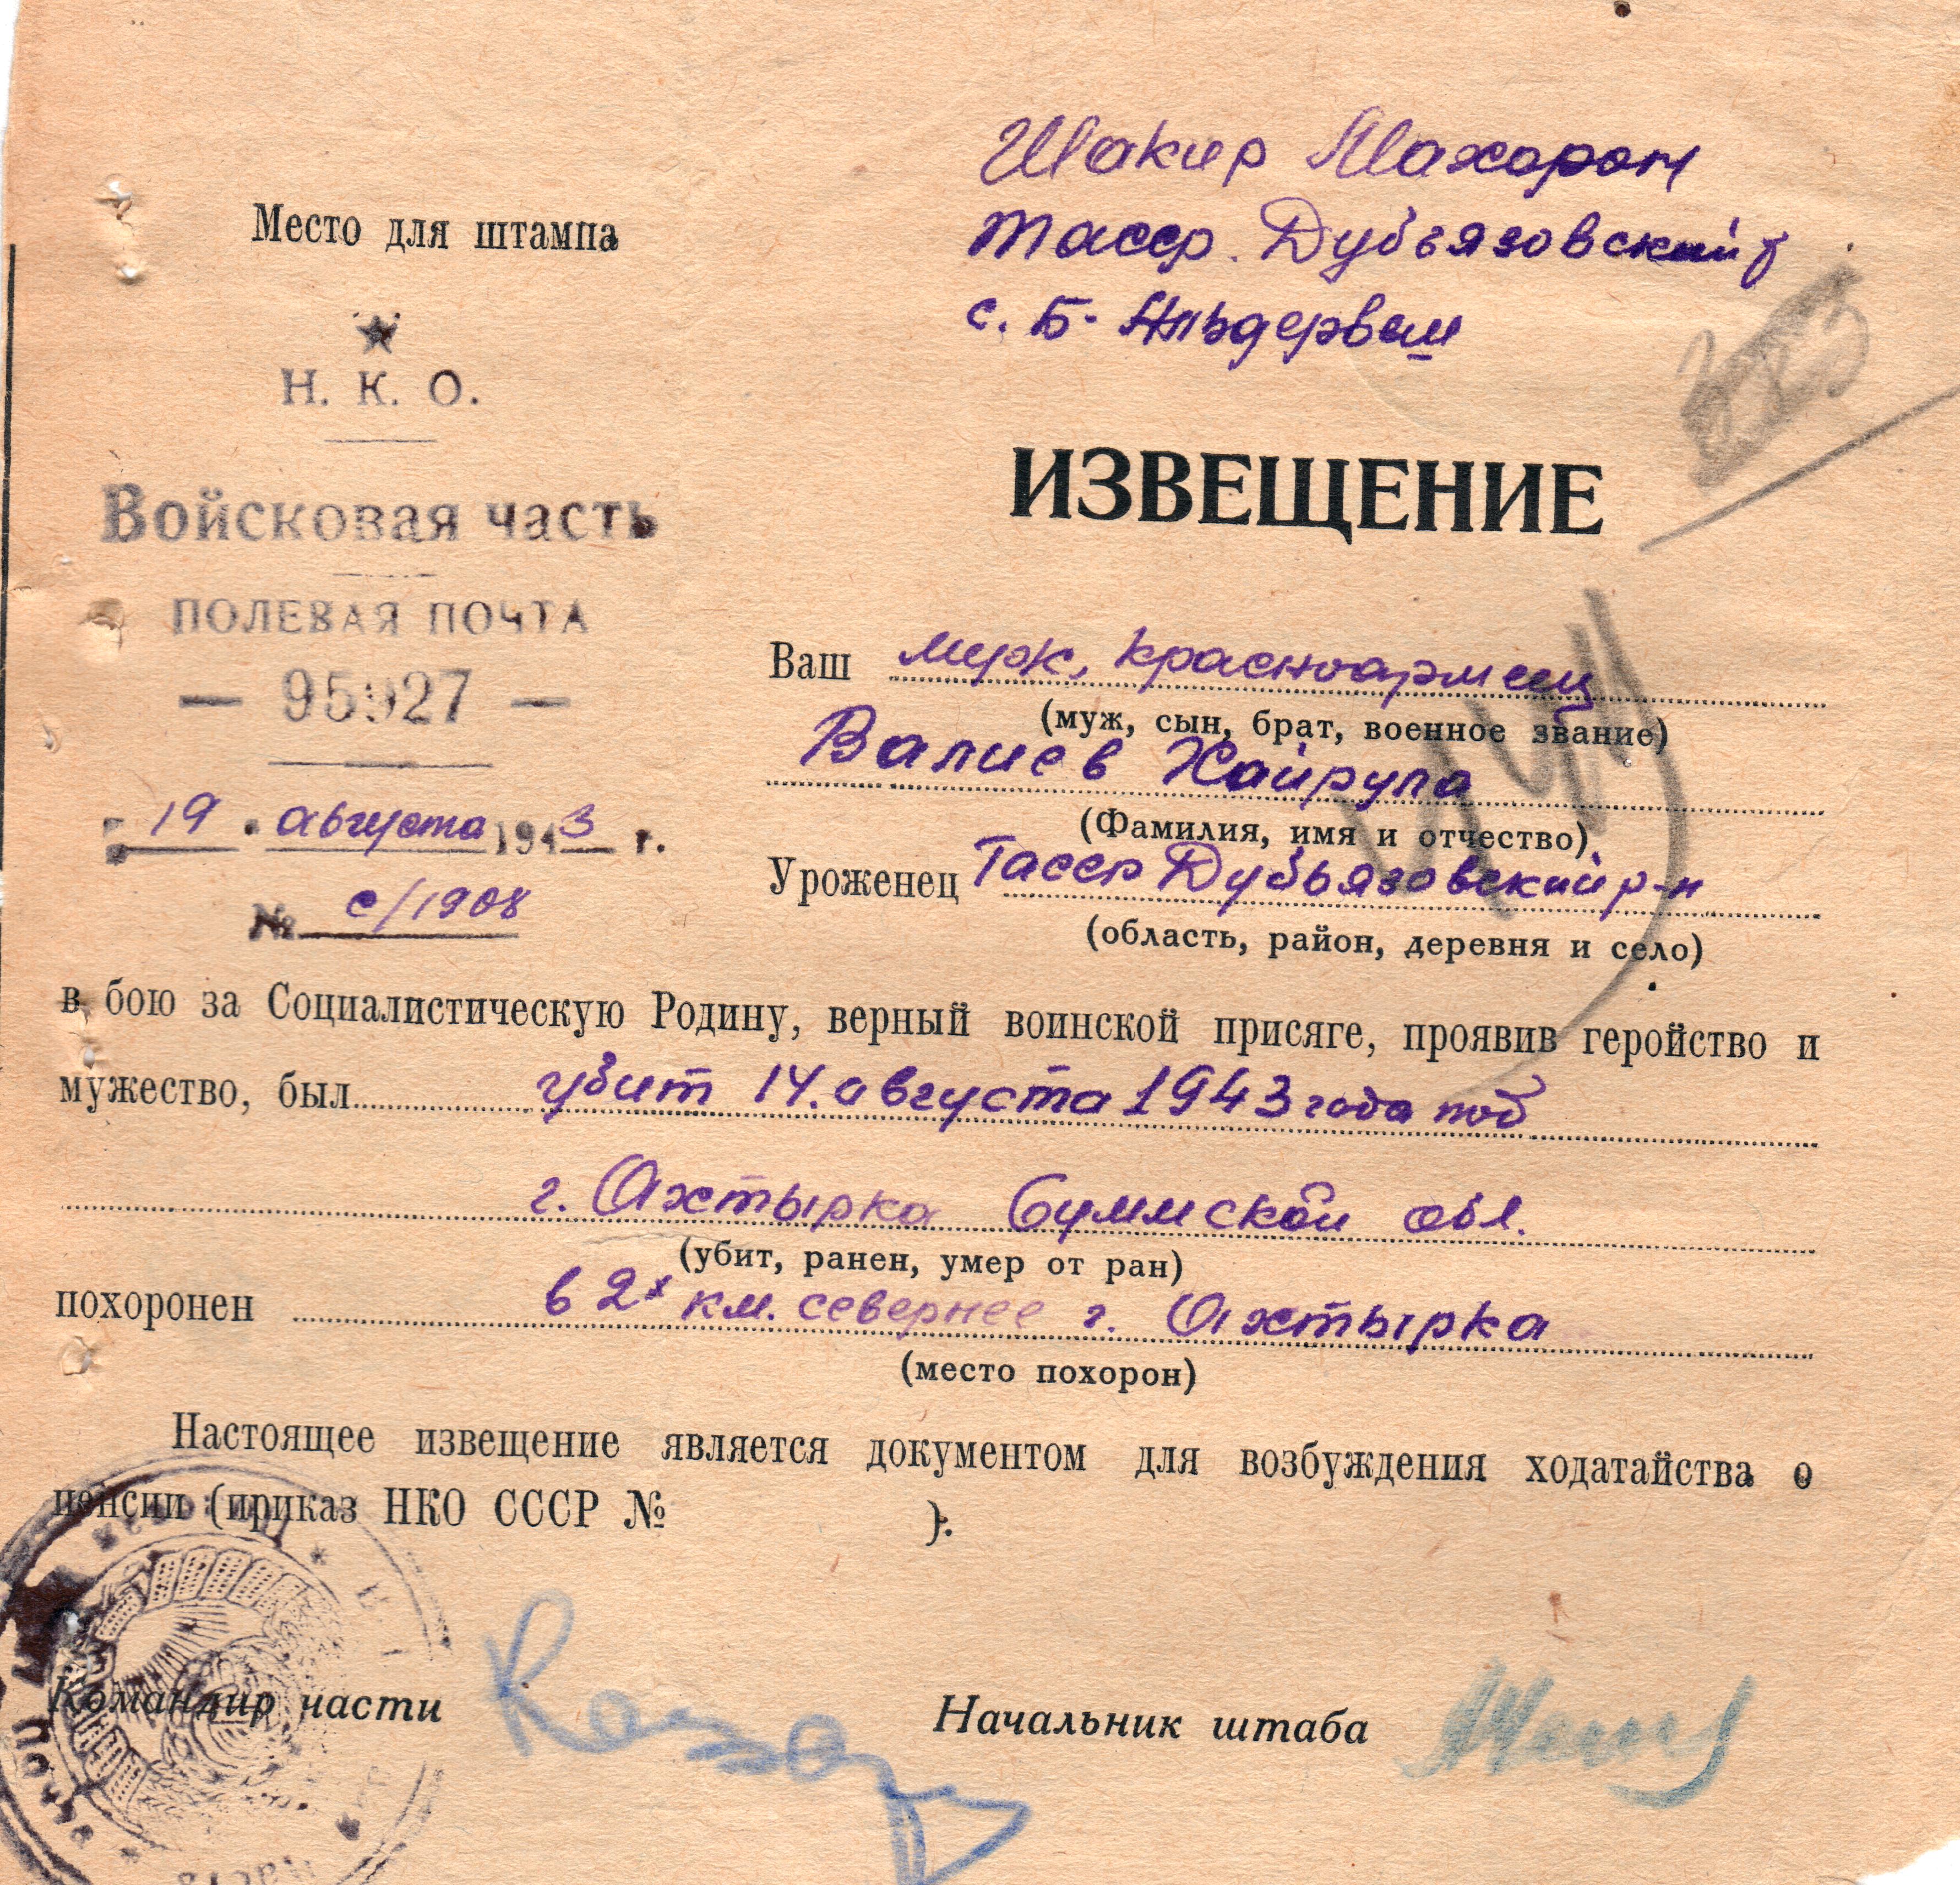 Шакир Махором
Тасср. Дубьязовский р
с. Б. Альдермыш
Место для штампа
Н. К. О.
Войсковая часть
ПОЛЕВАЯ ПОЧТА
— 95927 —
19 августа 1943 г.
№ с/1908
ИЗВЕЩЕНИЕ
Ваш муж, красноармеец
(муж, сын, брат, военное звание)
Валиев Хайрула
(Фамилия, имя и отчество)
Уроженец Тасср Дубьязовский р-н
(область, район, деревня и село)
в бою за Социалистическую Родину, верный воинской присяге, проявив геройство и
мужество, был убит 14. августа 1943 года под
г. Ахтырка Сумской обл.
(убит, ранен, умер от ран)
похоронен в 2х км. севернее г. Ахтырка
(место похорон)
Настоящее извещение является документом для возбуждения ходатайства о
пенсии (приказ НКО СССР № ).
Командир части
Начальник штаба